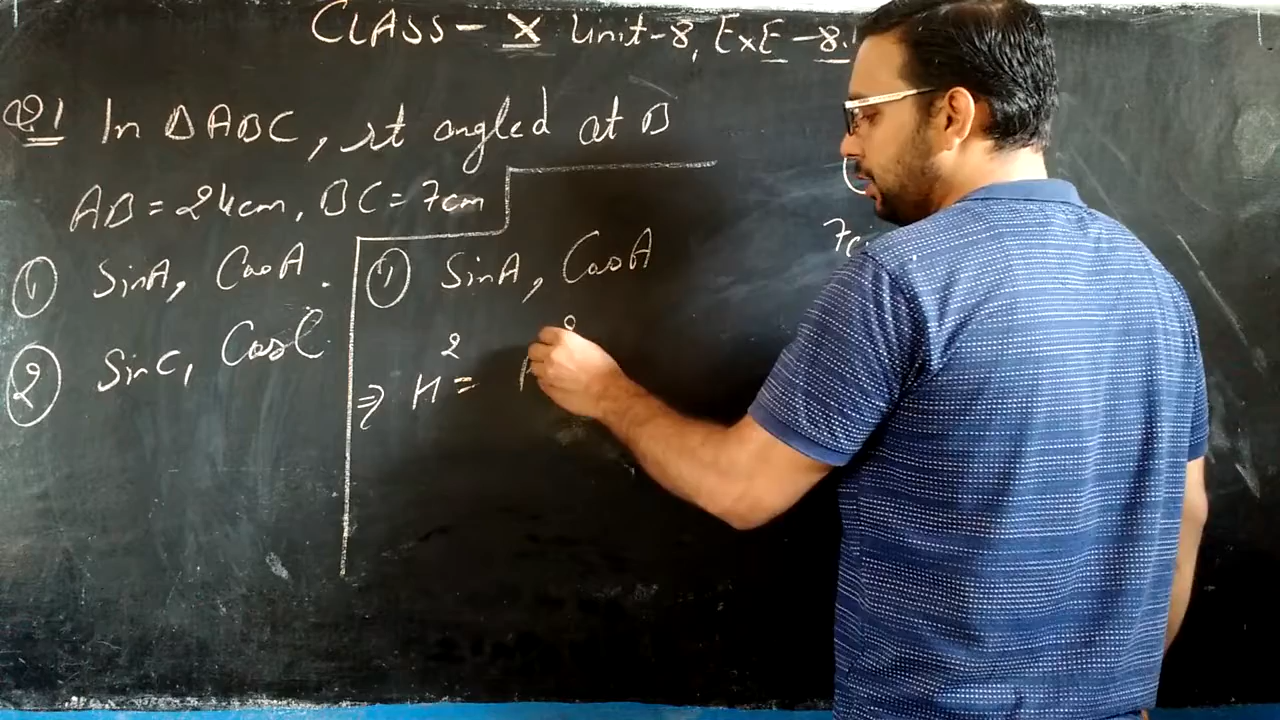 CLASS - X Unit-8, ExE - 8.
Q1 In ΔABC, rt angled at B
AB = 24cm, BC = 7cm
① SinA, CosA.
② SinC, CosC
① SinA, CosA
⇒ H² =
7c